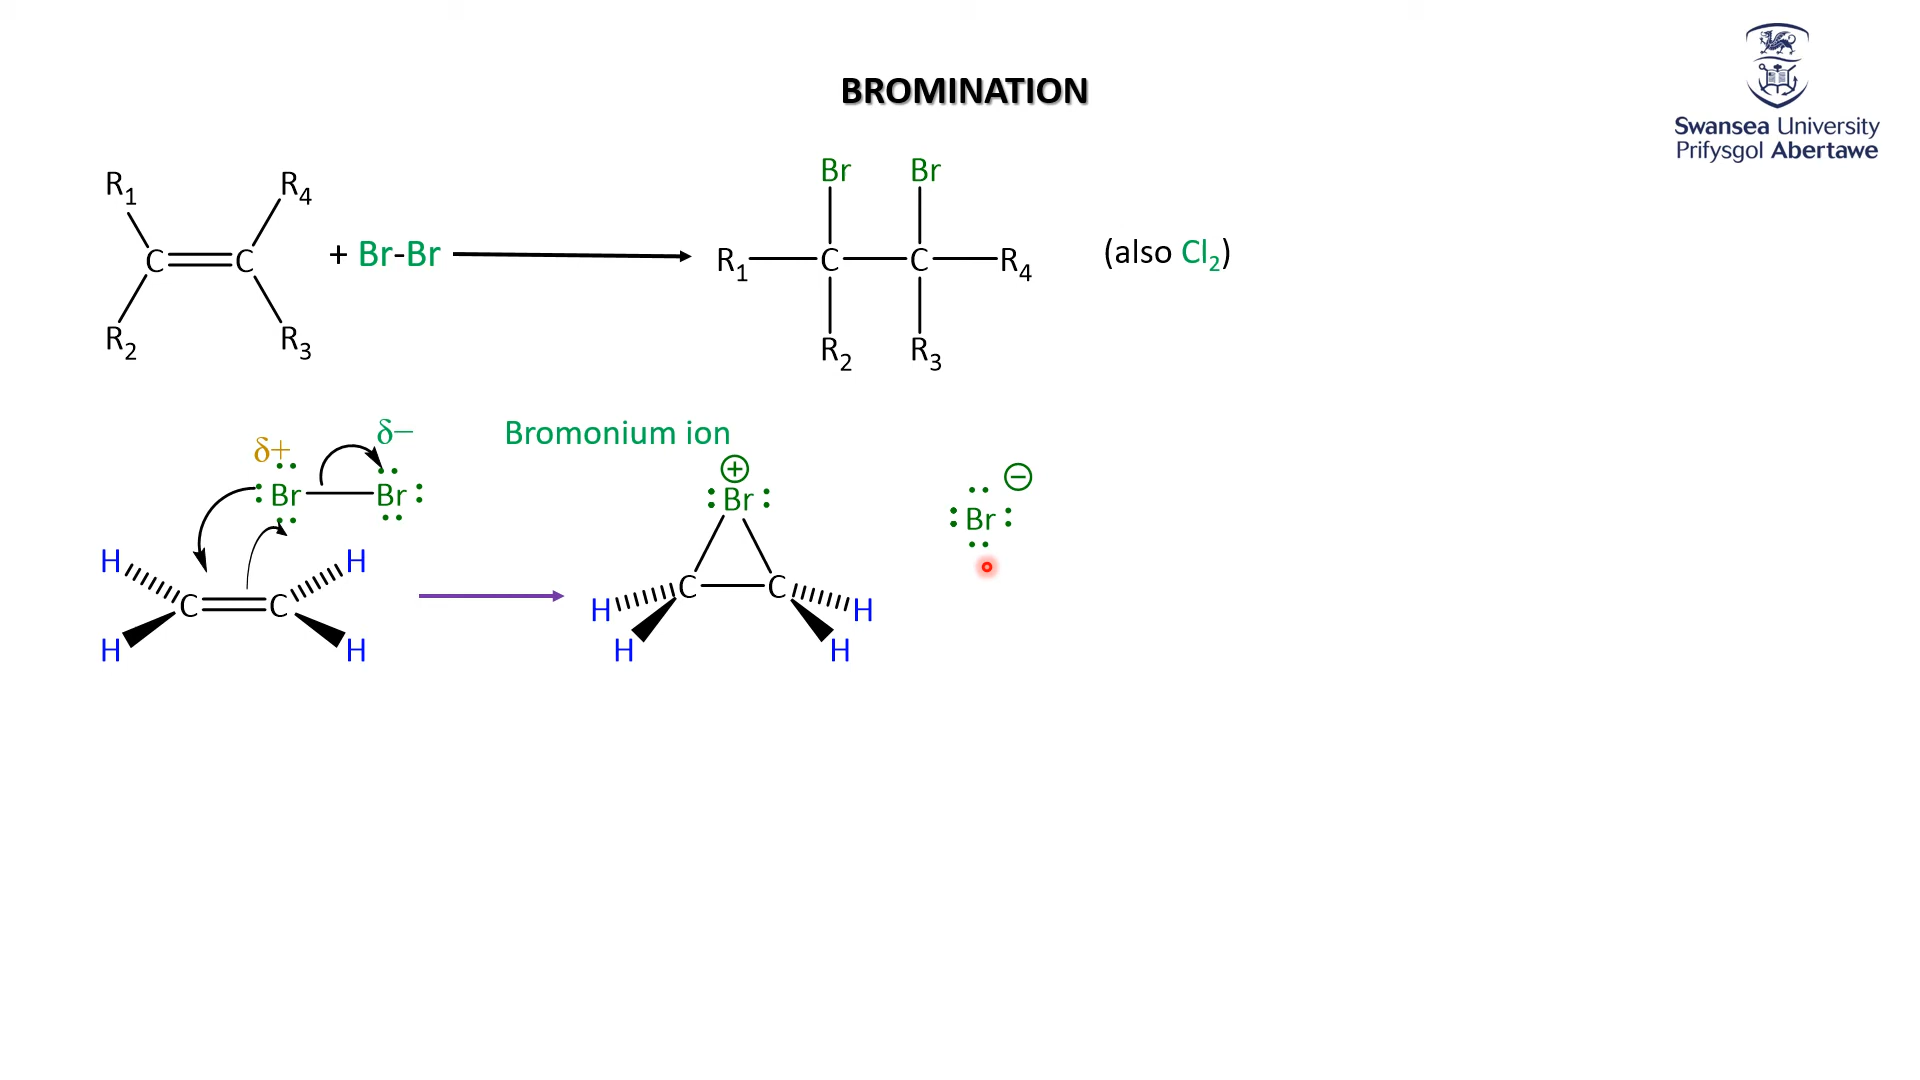 BROMINATION
Swansea University
Prifysgol Abertawe
R1 R4
C C
R2 R3
+ Br-Br
Br Br
R1 C C R4
R2 R3
(also Cl2)
δ+ δ−
Br Br
H H
C C
H H
Bromonium ion
+
Br
C C
H H
H H
−
Br